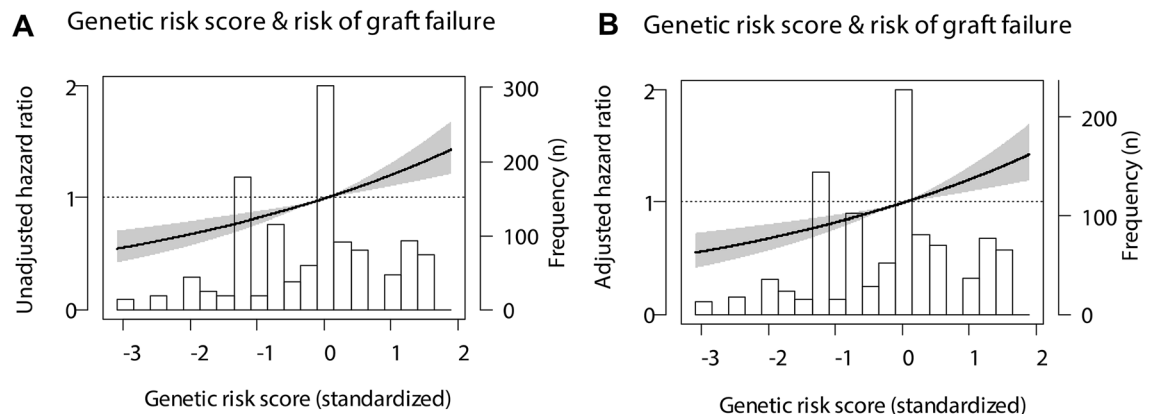 A Genetic risk score & risk of graft failure
Unadjusted hazard ratio
2
1
0
300
200
100
0
Frequency (n)
-3 -2 -1 0 1 2
Genetic risk score (standardized)
B Genetic risk score & risk of graft failure
Adjusted hazard ratio
2
1
0
200
100
0
Frequency (n)
-3 -2 -1 0 1 2
Genetic risk score (standardized)